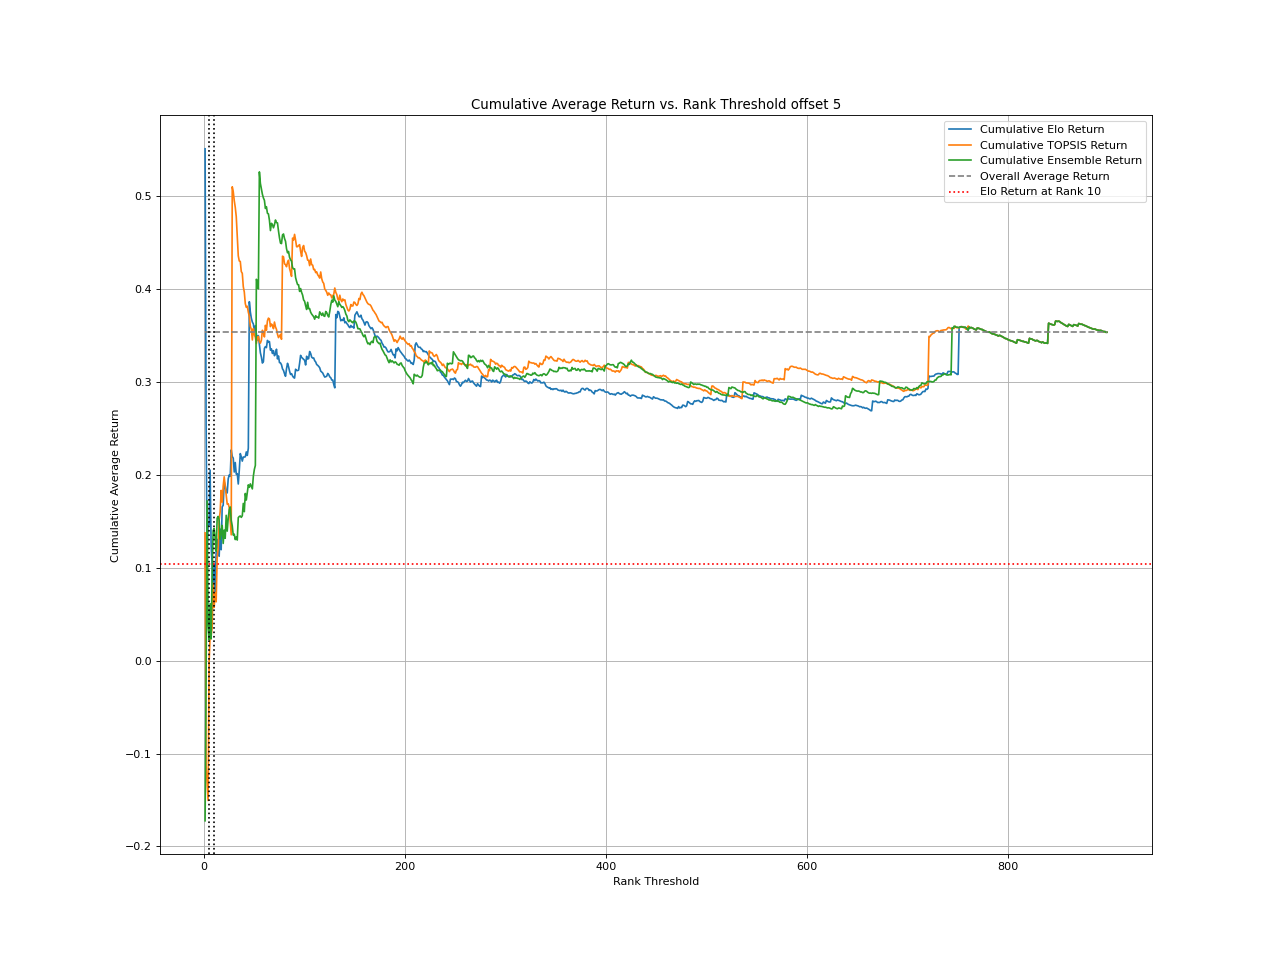 Cumulative Average Return vs. Rank Threshold offset 5
Cumulative Elo Return
Cumulative TOPSIS Return
Cumulative Ensemble Return
Overall Average Return
Elo Return at Rank 10
Cumulative Average Return
0.5
0.4
0.3
0.2
0.1
0.0
−0.1
−0.2
0
200
400
600
800
Rank Threshold